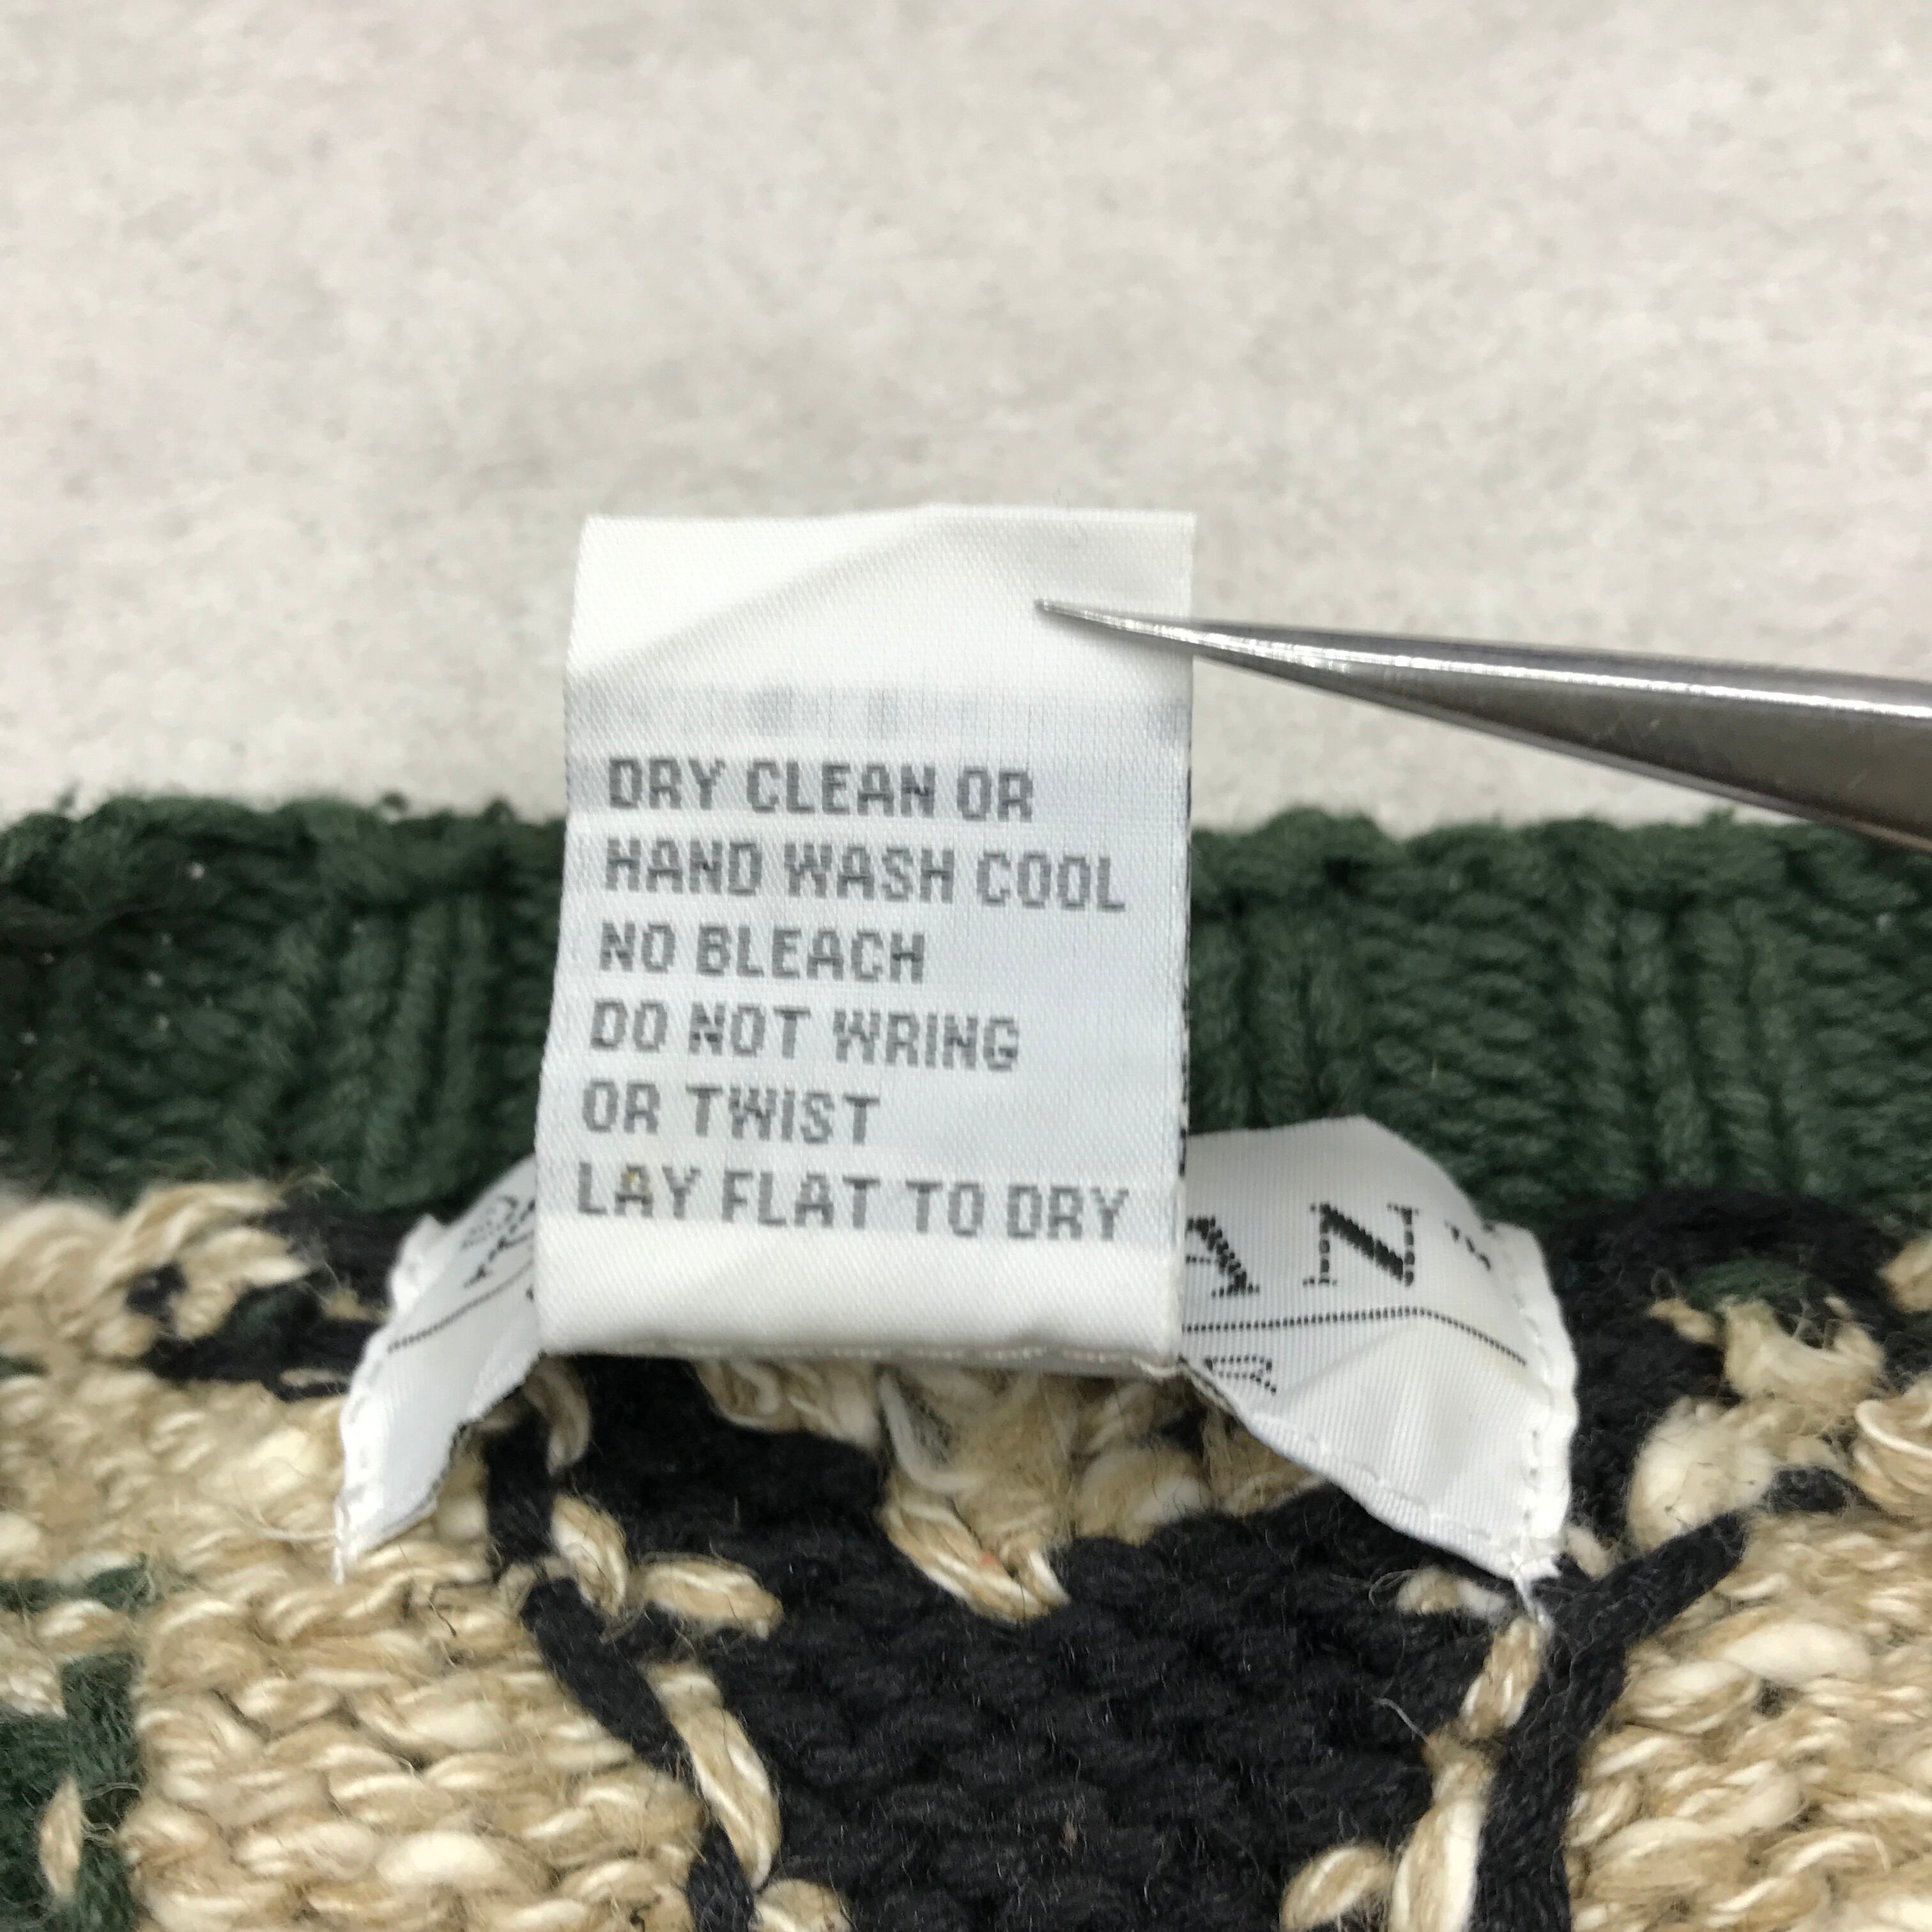 DRY CLEAN OR
HAND WASH COOL
NO BLEACH
DO NOT WRING
OR TWIST
LAY FLAT TO DRY